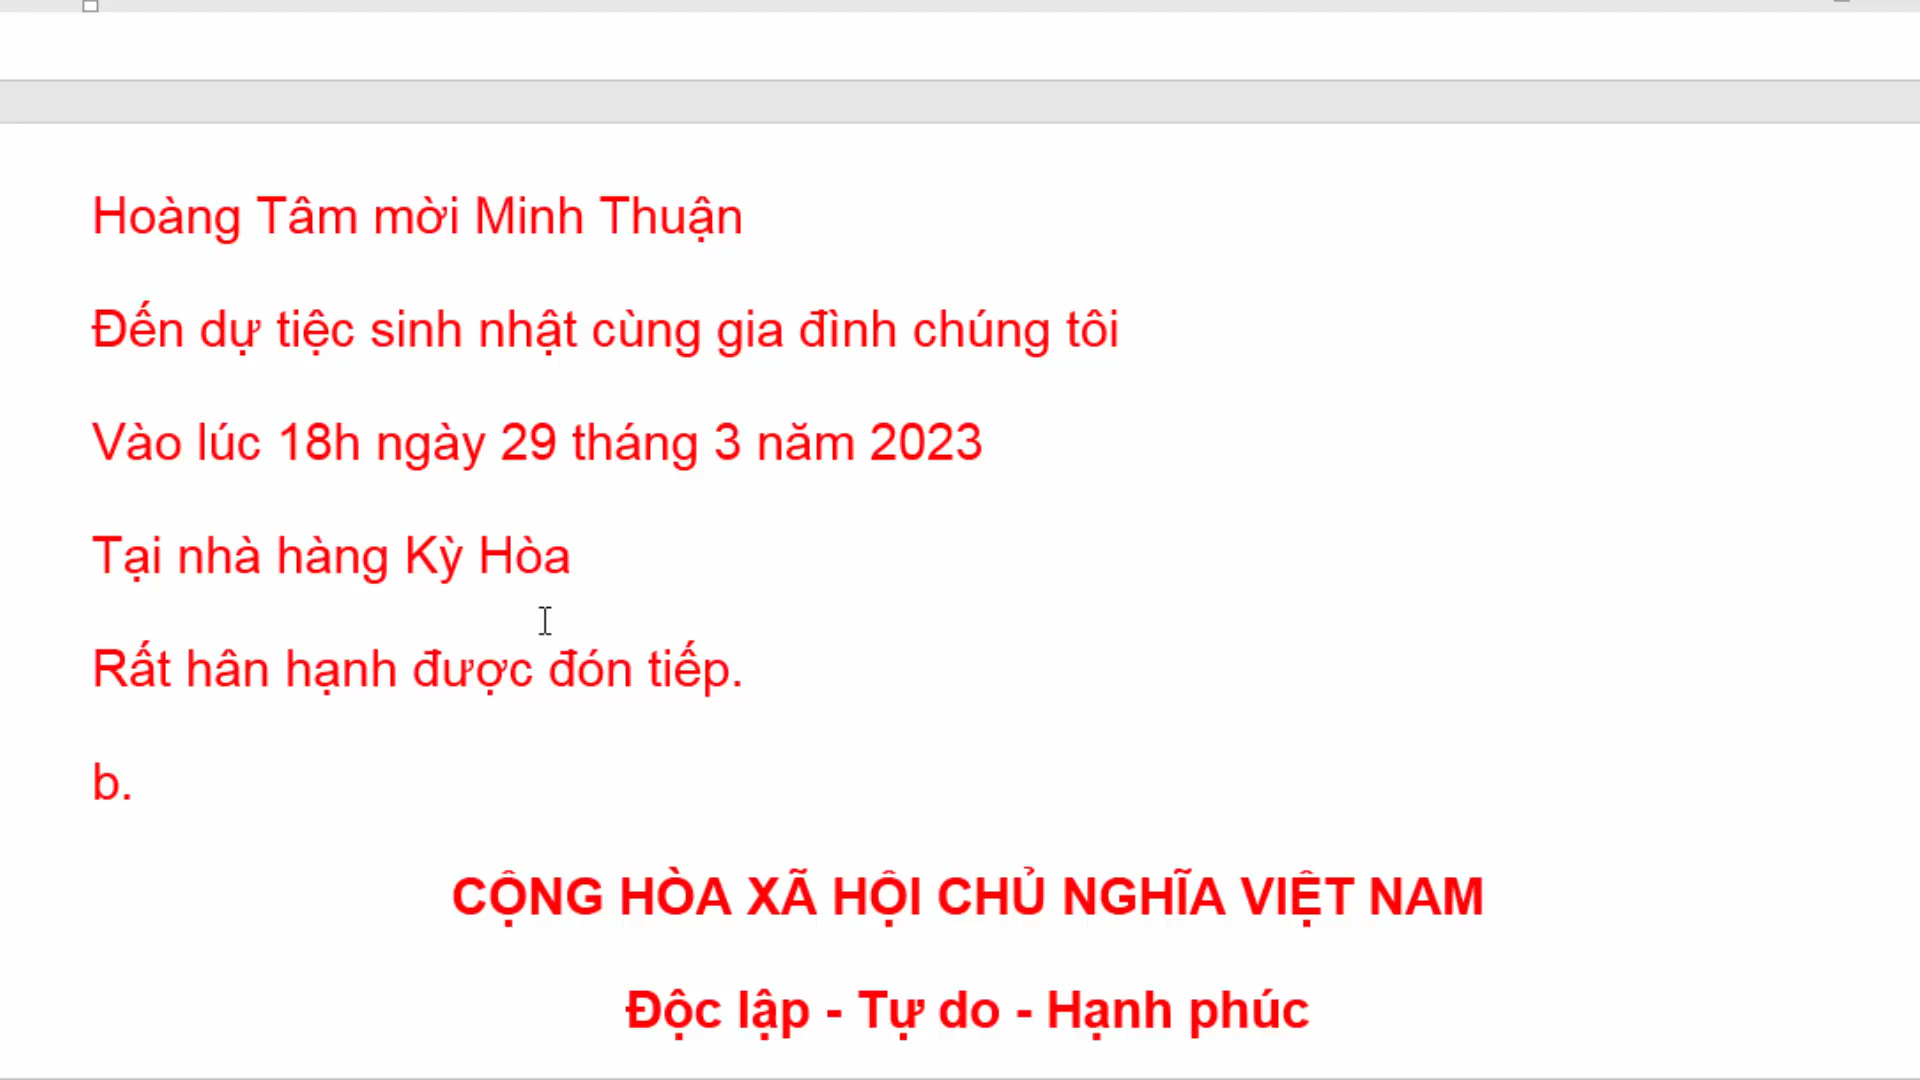 Hoàng Tâm mời Minh Thuận
Đến dự tiệc sinh nhật cùng gia đình chúng tôi
Vào lúc 18h ngày 29 tháng 3 năm 2023
Tại nhà hàng Kỳ Hòa
Rất hân hạnh được đón tiếp.
b.
CỘNG HÒA XÃ HỘI CHỦ NGHĨA VIỆT NAM
Độc lập - Tự do - Hạnh phúc